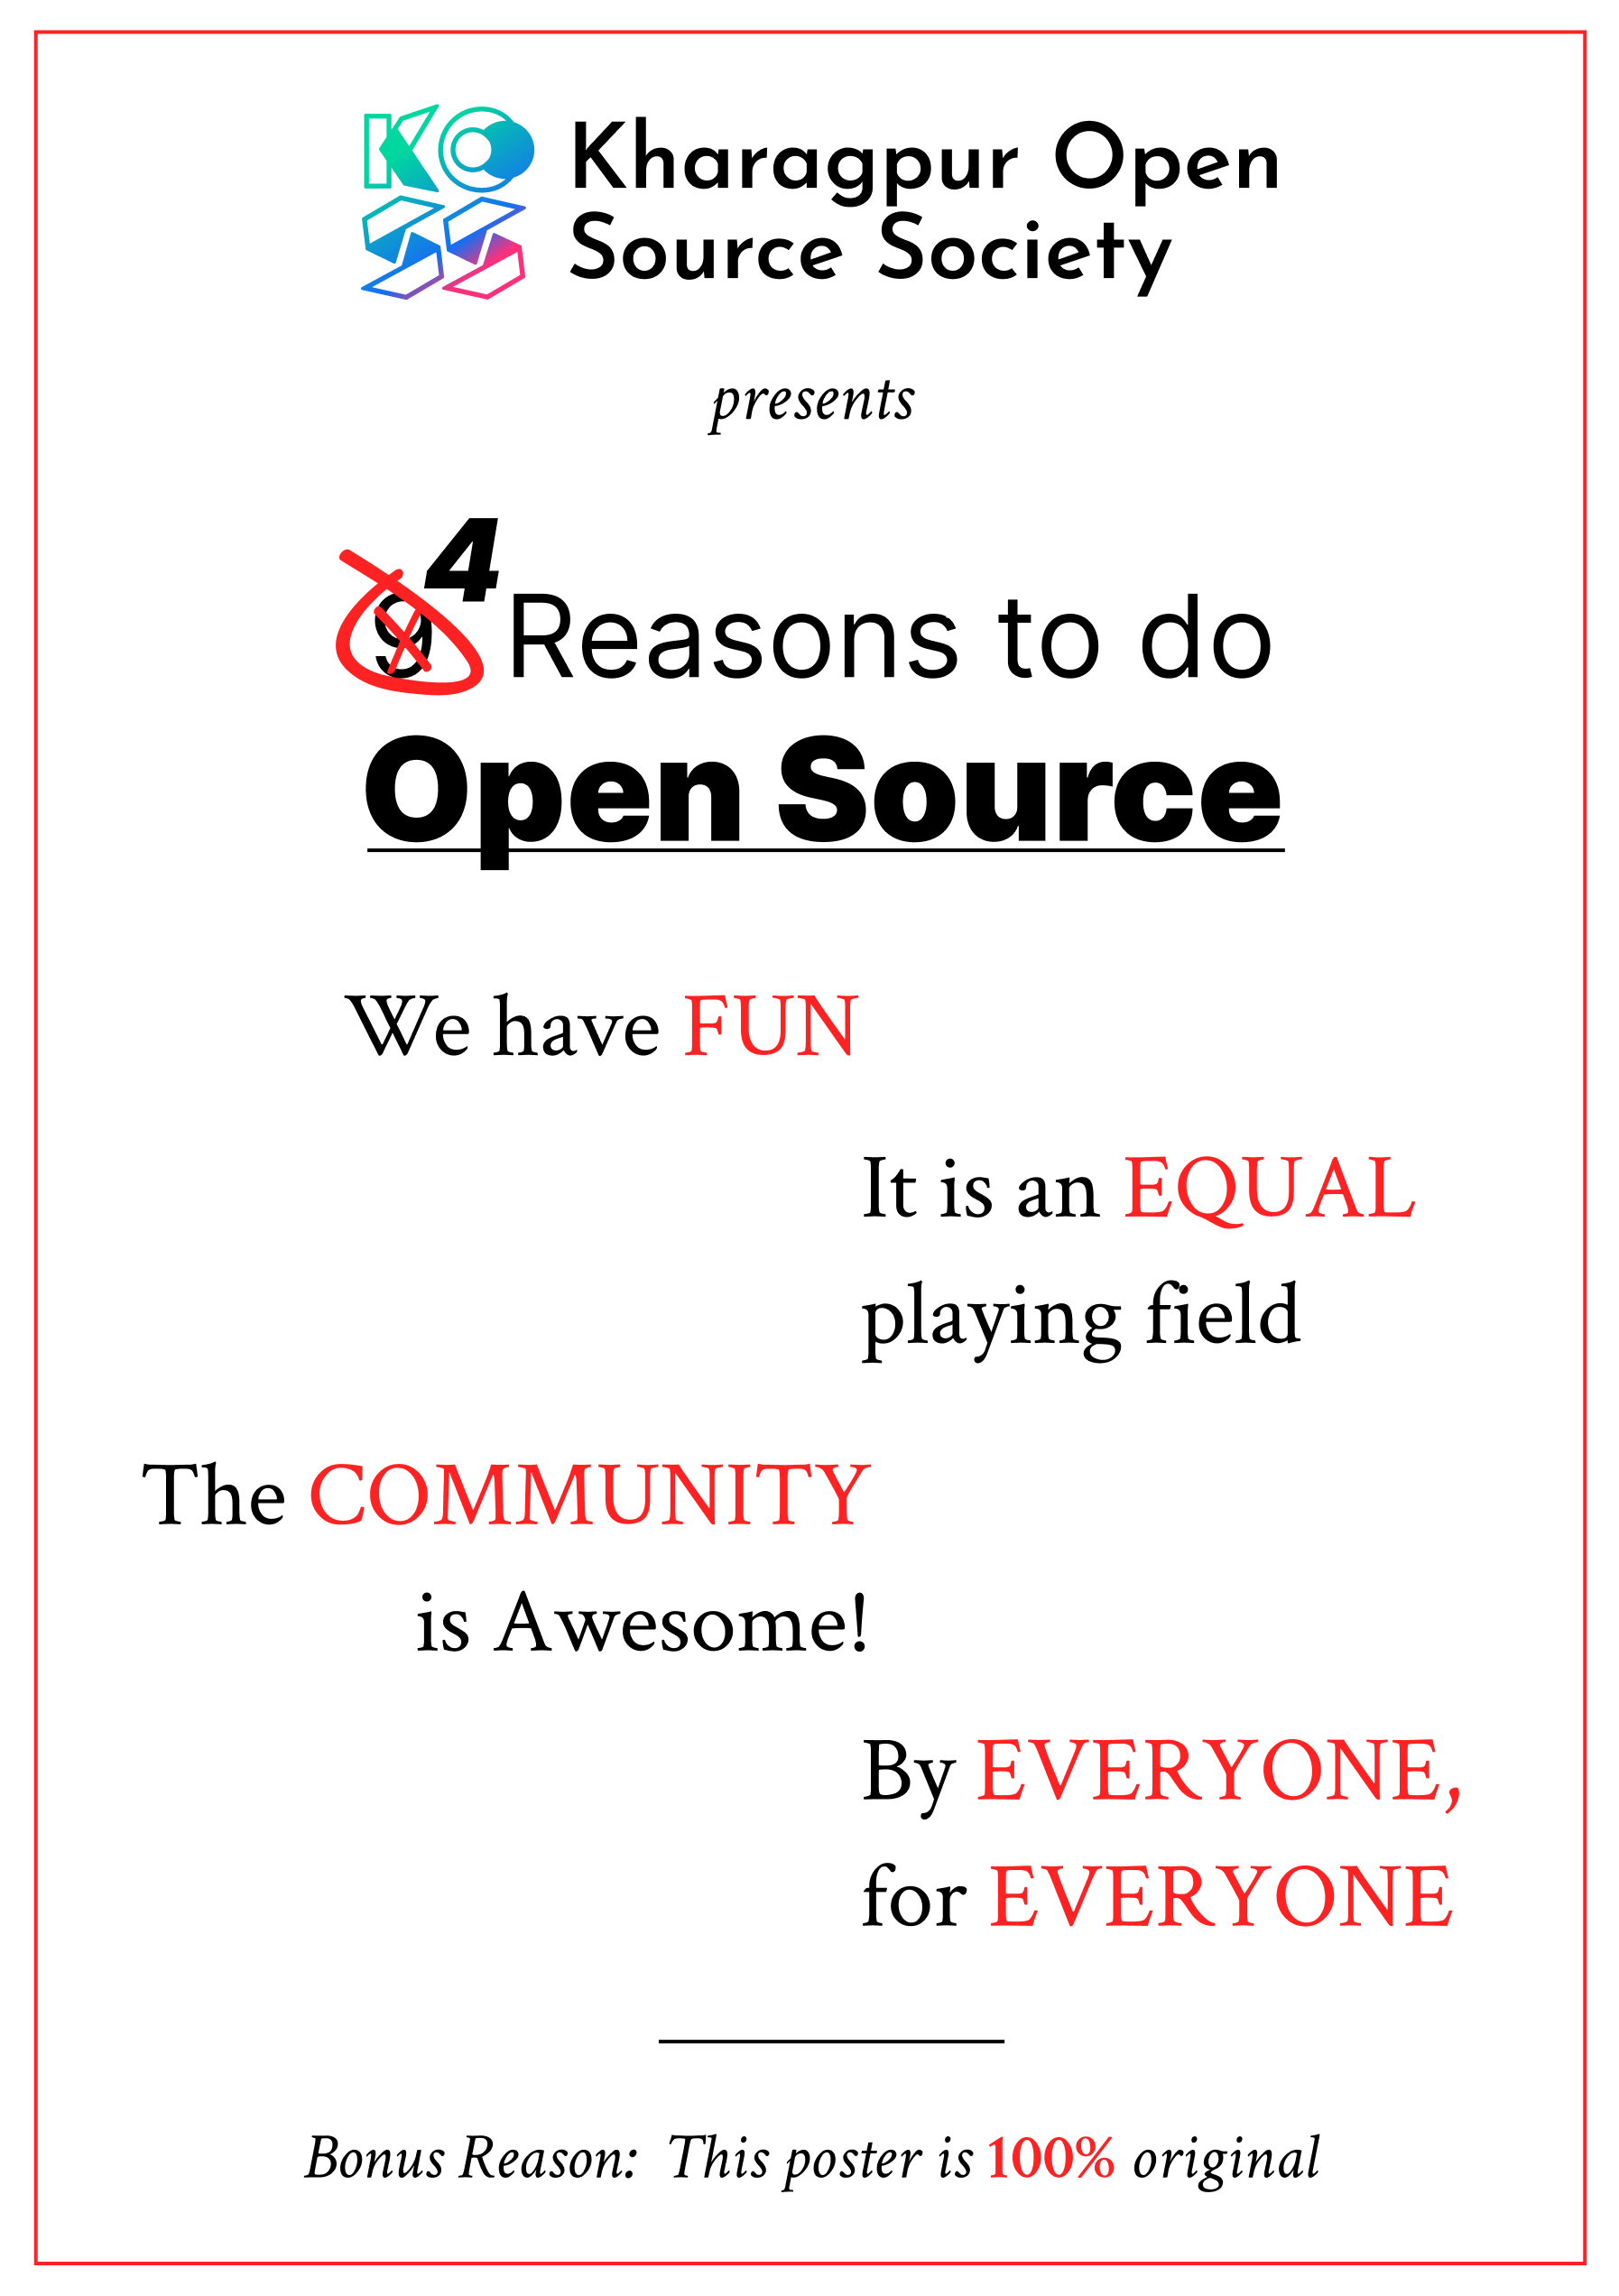 KOSS
Kharagpur Open
Source Society
presents
4
9 Reasons to do
Open Source
We have FUN
It is an EQUAL
playing field
The COMMUNITY
is Awesome!
By EVERYONE,
for EVERYONE
Bonus Reason: This poster is 100% original